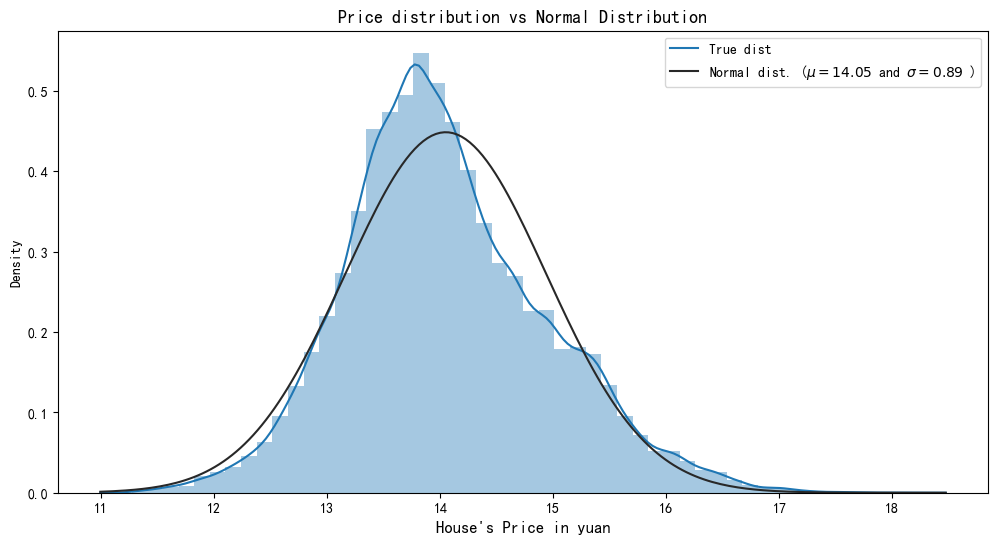 Price distribution vs Normal Distribution
True dist
Normal dist. (μ = 14.05 and σ = 0.89 )
0.5
0.4
0.3
0.2
0.1
0.0
Density
11 12 13 14 15 16 17 18
House's Price in yuan